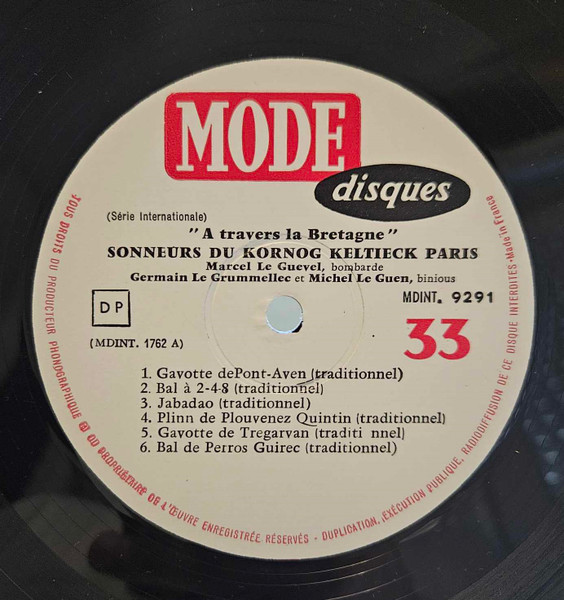 MODE
disques
(Série Internationale)
"A travers la Bretagne"
SONNEURS DU KORNOG KELTIECK PARIS
Marcel Le Guevel, bombarde
Germain Le Grummellec et Michel Le Guen, binious
MDINT. 9291
DP
33
(MDINT. 1762 A)
1. Gavotte dePont-Aven (traditionnel)
2. Bal à 2-4-8 (traditionnel)
3. Jabadao (traditionnel)
4. Plinn de Plouvenez Quintin (traditionnel)
5. Gavotte de Tregarvan (traditi nnel)
6. Bal de Perros Guirec (traditionnel)
TOUS DROITS DU PRODUCTEUR PHONOGRAPHIQUE ET DU PROPRIÉTAIRE DE L'ŒUVRE ENREGISTRÉE RÉSERVÉS - DUPLICATION, EXÉCUTION PUBLIQUE, RADIODIFFUSION DE CE DISQUE INTERDITES - Made in France